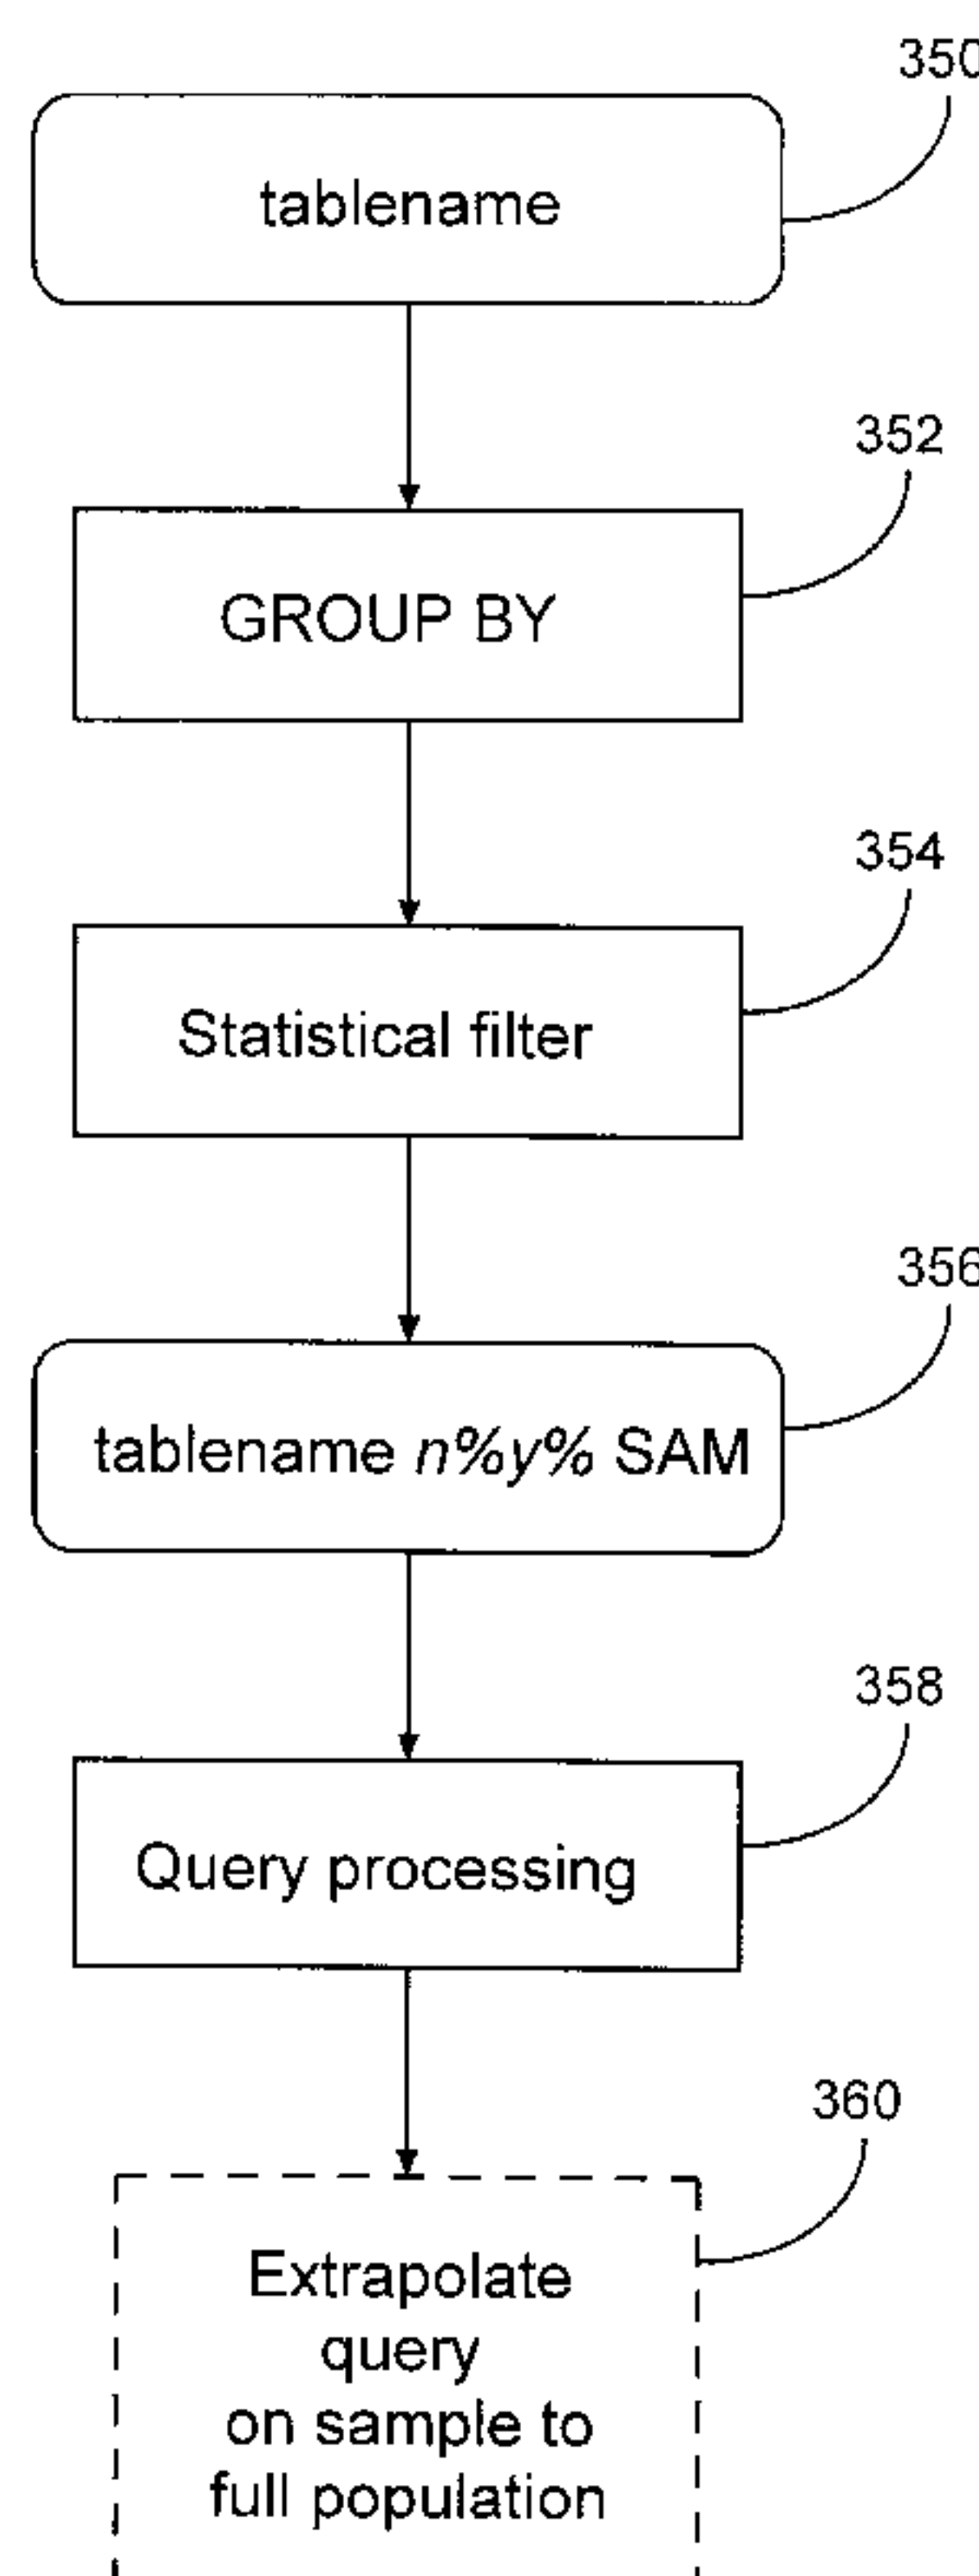 350
tablename
352
GROUP BY
354
Statistical filter
356
tablename n%y% SAM
358
Query processing
360
Extrapolate
query
on sample to
full population